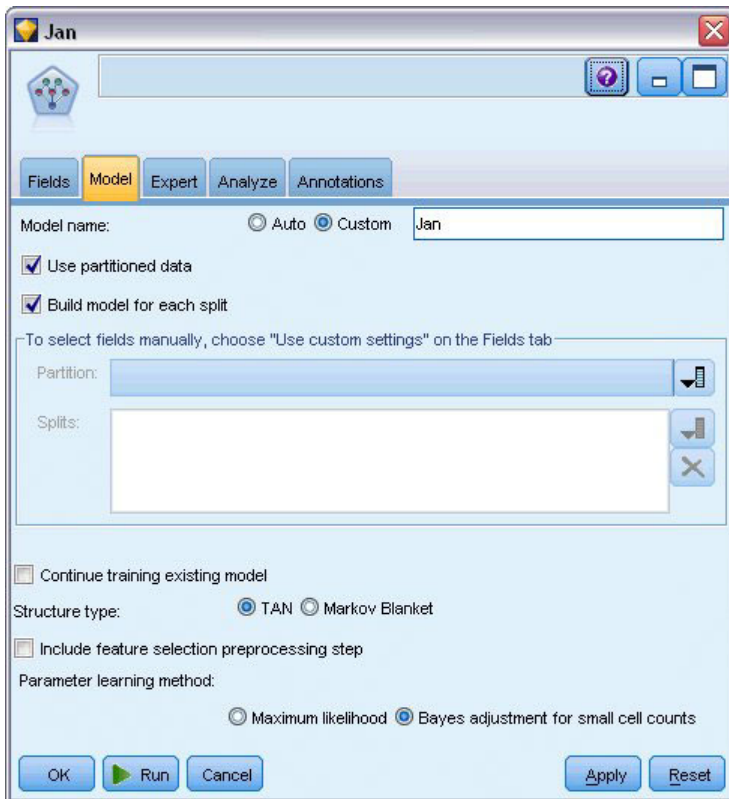 Jan
Fields Model Expert Analyze Annotations
Model name: Auto Custom Jan
Use partitioned data
Build model for each split
To select fields manually, choose "Use custom settings" on the Fields tab
Partition:
Splits:
Continue training existing model
Structure type: TAN Markov Blanket
Include feature selection preprocessing step
Parameter learning method:
Maximum likelihood Bayes adjustment for small cell counts
OK Run Cancel Apply Reset